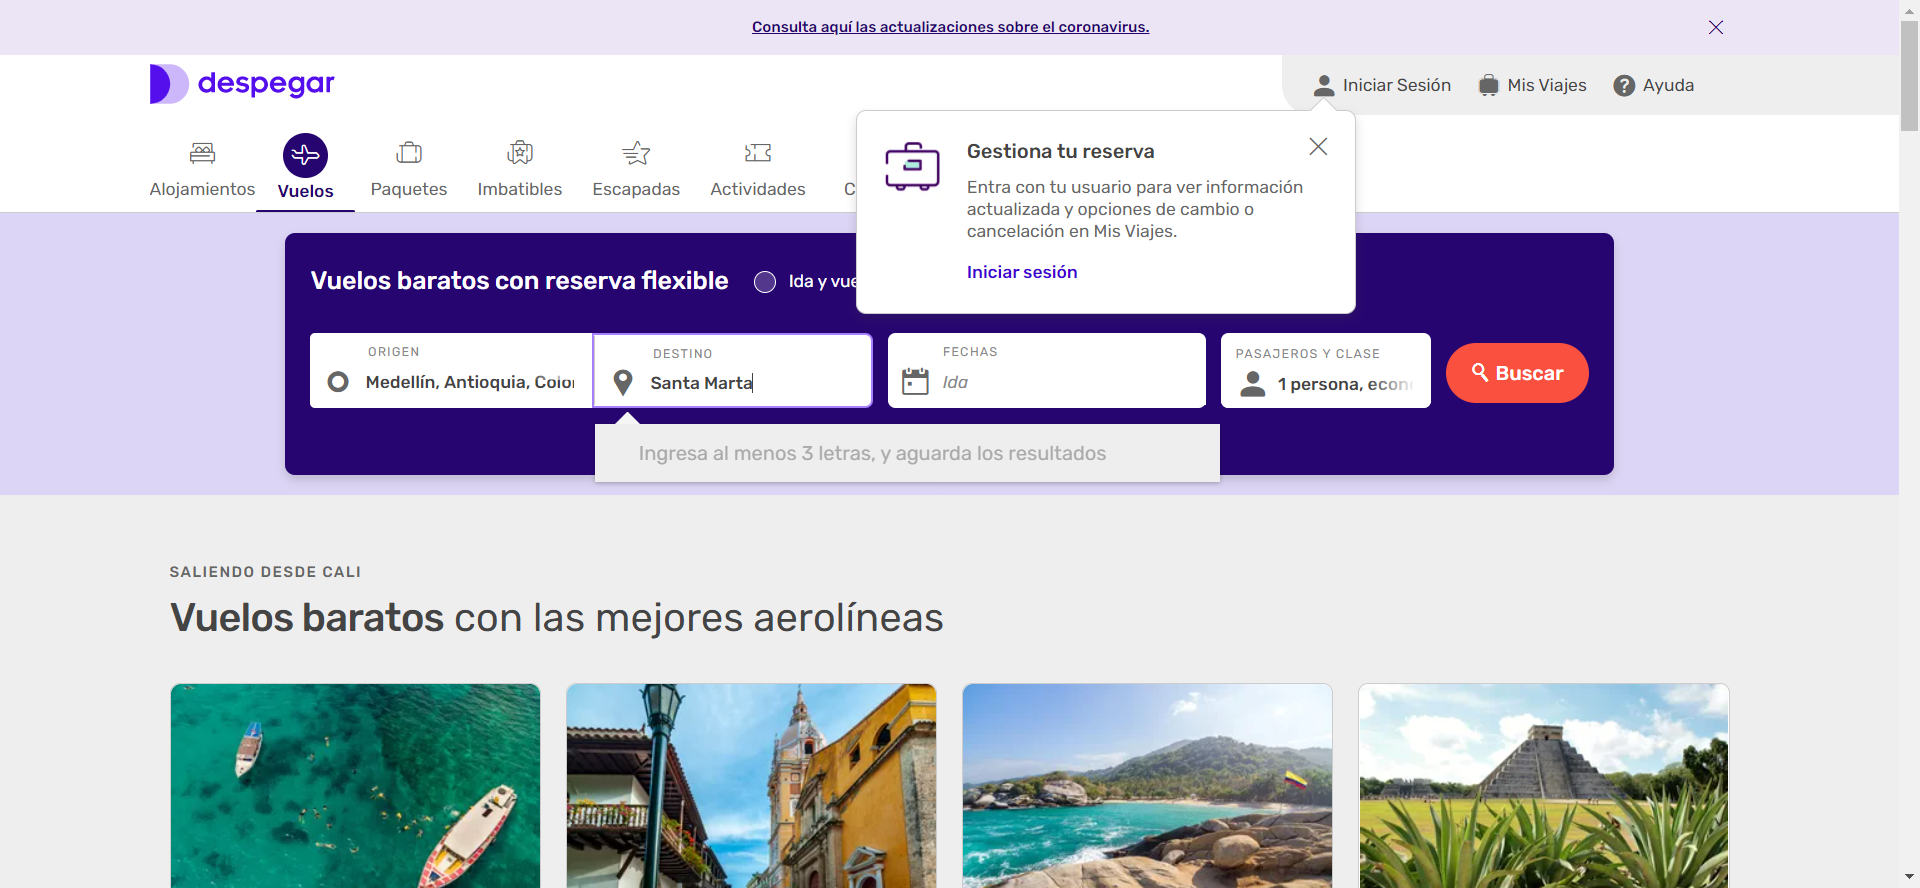 Consulta aquí las actualizaciones sobre el coronavirus.
despegar
Iniciar Sesión
Mis Viajes
Ayuda
Alojamientos
Vuelos
Paquetes
Imbatibles
Escapadas
Actividades
Gestiona tu reserva
Entra con tu usuario para ver información
actualizada y opciones de cambio o
cancelación en Mis Viajes.
Iniciar sesión
Vuelos baratos con reserva flexible
Ida y vue
ORIGEN
Medellín, Antioquia, Color
DESTINO
Santa Marta
FECHAS
Ida
PASAJEROS Y CLASE
1 persona, econ
Buscar
Ingresa al menos 3 letras, y aguarda los resultados
SALIENDO DESDE CALI
Vuelos baratos con las mejores aerolíneas